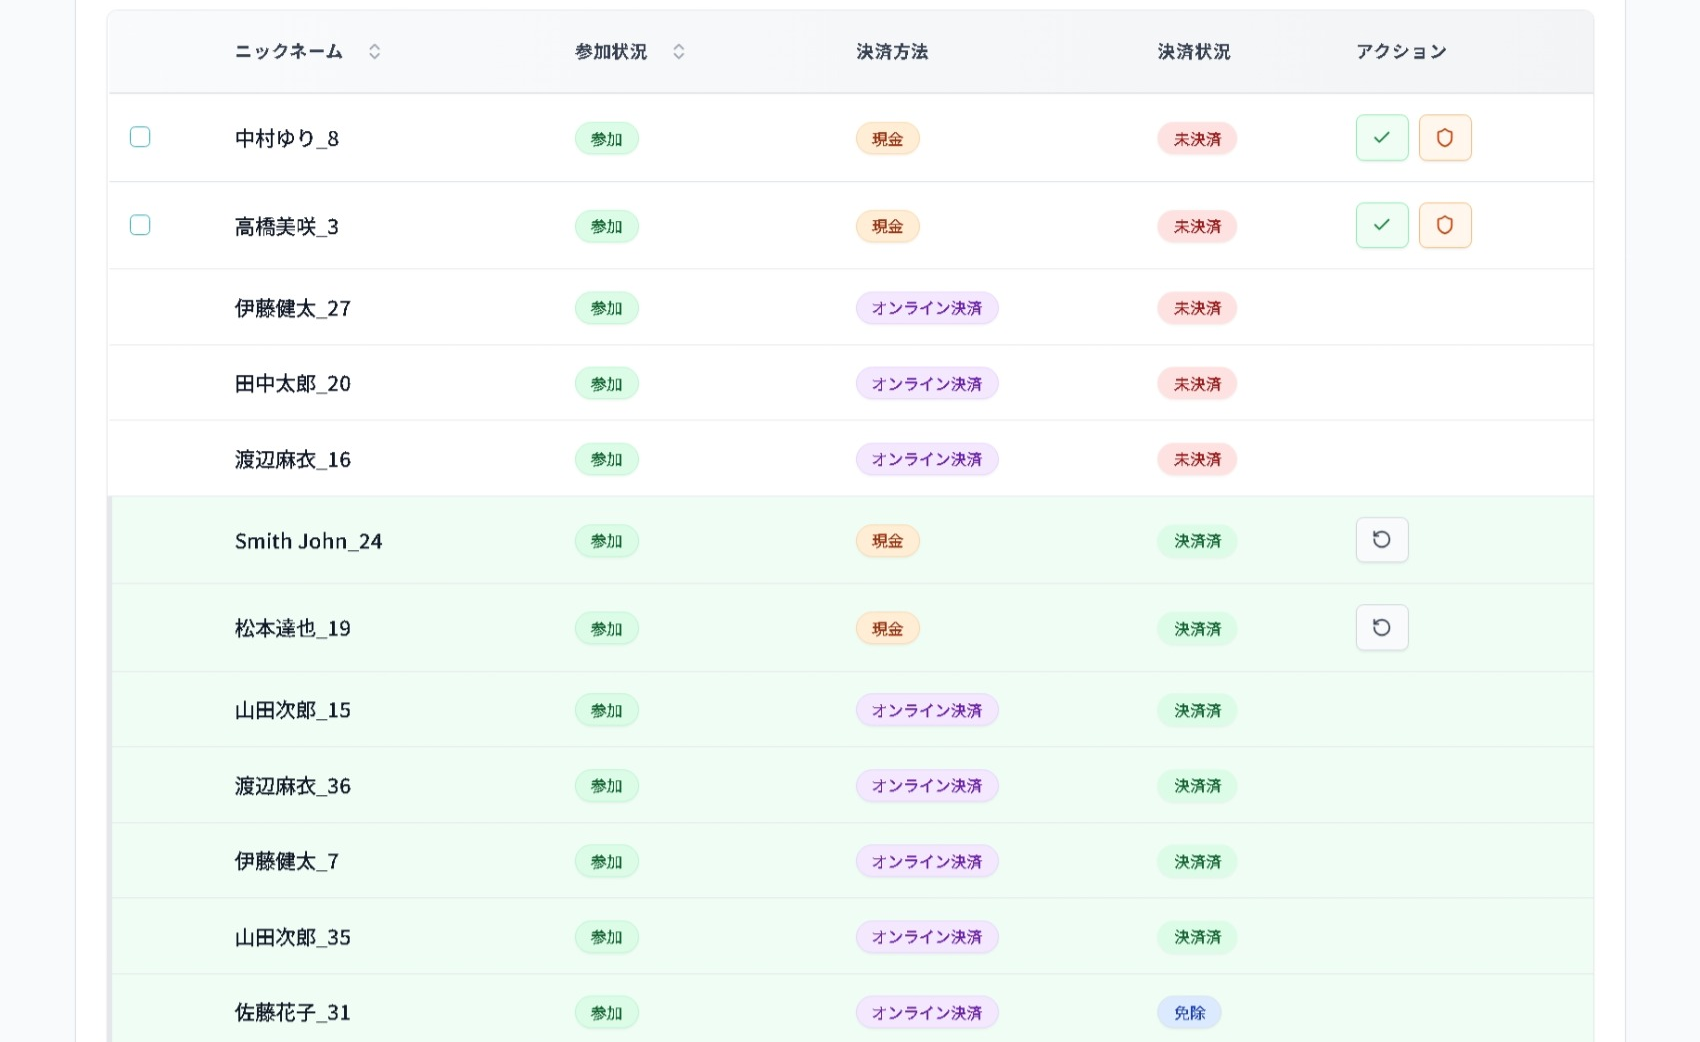 ニックネーム 参加状況 決済方法 決済状況 アクション
中村ゆり_8 参加 現金 未決済
高橋美咲_3 参加 現金 未決済
伊藤健太_27 参加 オンライン決済 未決済
田中太郎_20 参加 オンライン決済 未決済
渡辺麻衣_16 参加 オンライン決済 未決済
Smith John_24 参加 現金 決済済
松本達也_19 参加 現金 決済済
山田次郎_15 参加 オンライン決済 決済済
渡辺麻衣_36 参加 オンライン決済 決済済
伊藤健太_7 参加 オンライン決済 決済済
山田次郎_35 参加 オンライン決済 決済済
佐藤花子_31 参加 オンライン決済 免除